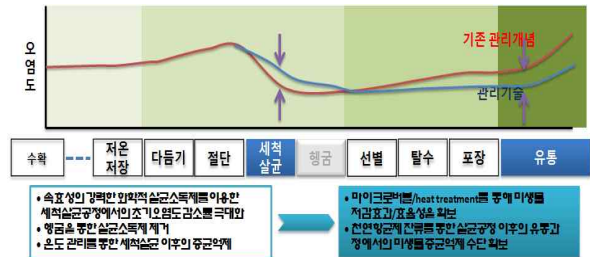 오염도
기존 관리개념
관리기술
수확
저온
저장
다듬기
절단
세척
살균
헹굼
선별
탈수
포장
유통
• 속효성의 강력한 화학적 살균소독제를 이용한
세척살균공정에서의 초기오염도 감소를 극대화
• 헹굼을 통한 살균소독제 제거
• 온도 관리를 통한 세척살균 이후의 증균억제
• 마이크로버블/heat treatment를 통해 미생물
저감효과/효율성을 확보
• 천연항균제 잔류를 통한 살균공정 이후의 유통과
정에서의 미생물 증균억제 수단 확보